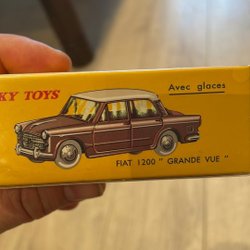 KY TOYS
Avec glaces
FIAT 1200 " GRANDE VUE "